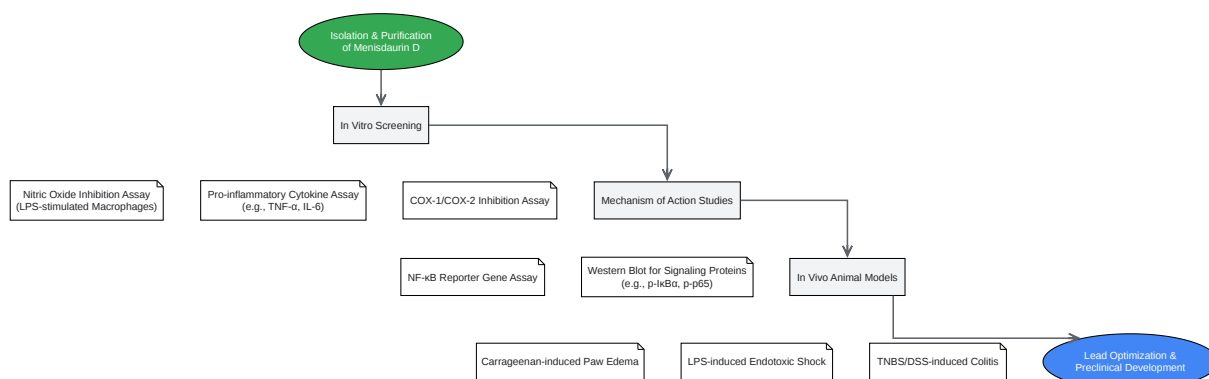 Isolation & Purification
of Menisdaurin D
In Vitro Screening
Nitric Oxide Inhibition Assay
(LPS-stimulated Macrophages)
Pro-inflammatory Cytokine Assay
(e.g., TNF-α, IL-6)
COX-1/COX-2 Inhibition Assay
Mechanism of Action Studies
NF-κB Reporter Gene Assay
Western Blot for Signaling Proteins
(e.g., p-IκBα, p-p65)
In Vivo Animal Models
Carrageenan-induced Paw Edema
LPS-induced Endotoxic Shock
TNBS/DSS-induced Colitis
Lead Optimization &
Preclinical Development